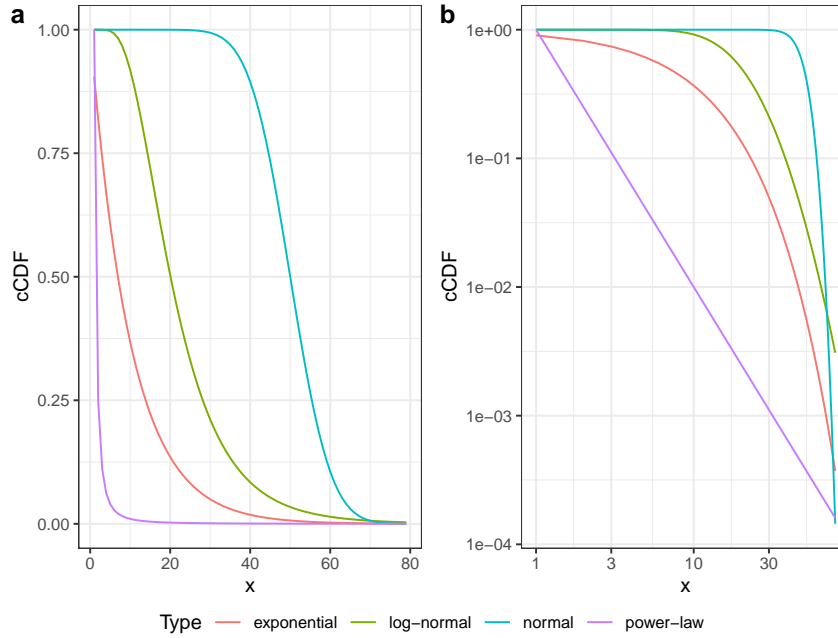 a
b
1.00
0.75
0.50
0.25
0.00
cCDF
0 20 40 60 80
x
1e+00
1e−01
1e−02
1e−03
1e−04
cCDF
1 3 10 30
x
Type exponential log−normal normal power−law